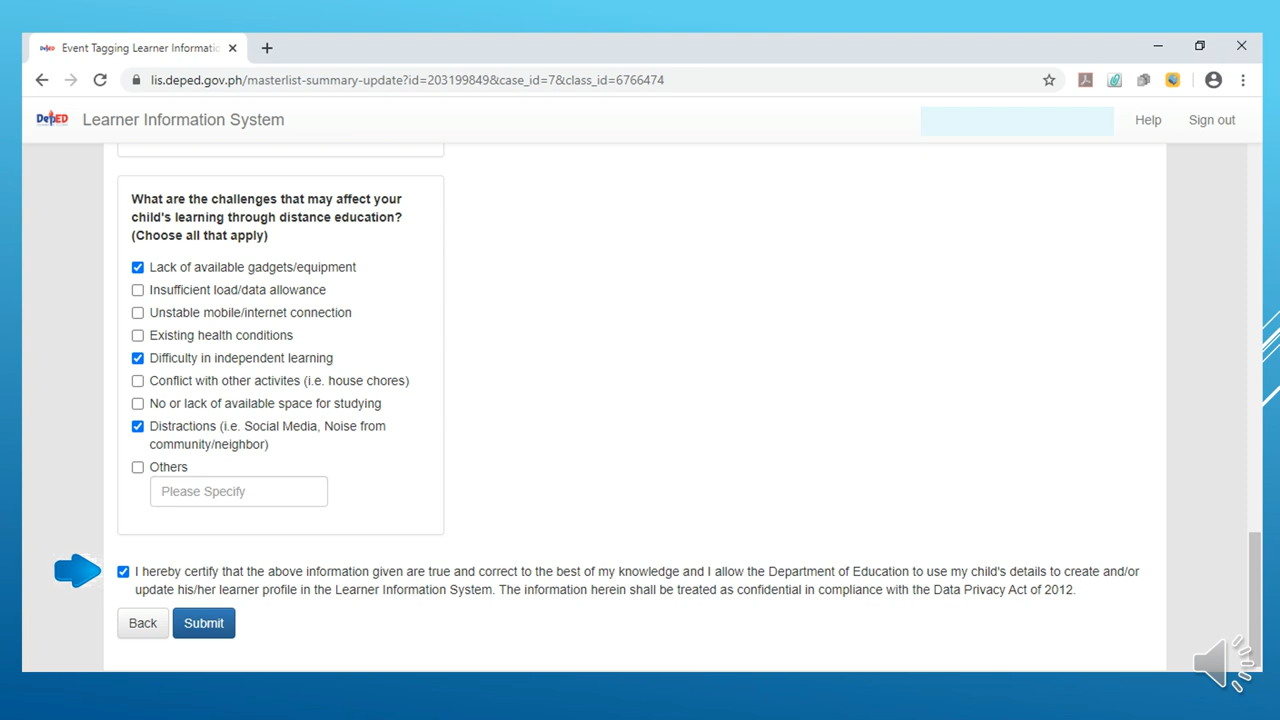 Event Tagging Learner Informatio
lis.deped.gov.ph/masterlist-summary-update?id=203199849&case_id=7&class_id=6766474
DepED Learner Information System Help Sign out
What are the challenges that may affect your
child's learning through distance education?
(Choose all that apply)
Lack of available gadgets/equipment
Insufficient load/data allowance
Unstable mobile/internet connection
Existing health conditions
Difficulty in independent learning
Conflict with other activites (i.e. house chores)
No or lack of available space for studying
Distractions (i.e. Social Media, Noise from
community/neighbor)
Others
Please Specify
I hereby certify that the above information given are true and correct to the best of my knowledge and I allow the Department of Education to use my child's details to create and/or
update his/her learner profile in the Learner Information System. The information herein shall be treated as confidential in compliance with the Data Privacy Act of 2012.
Back Submit